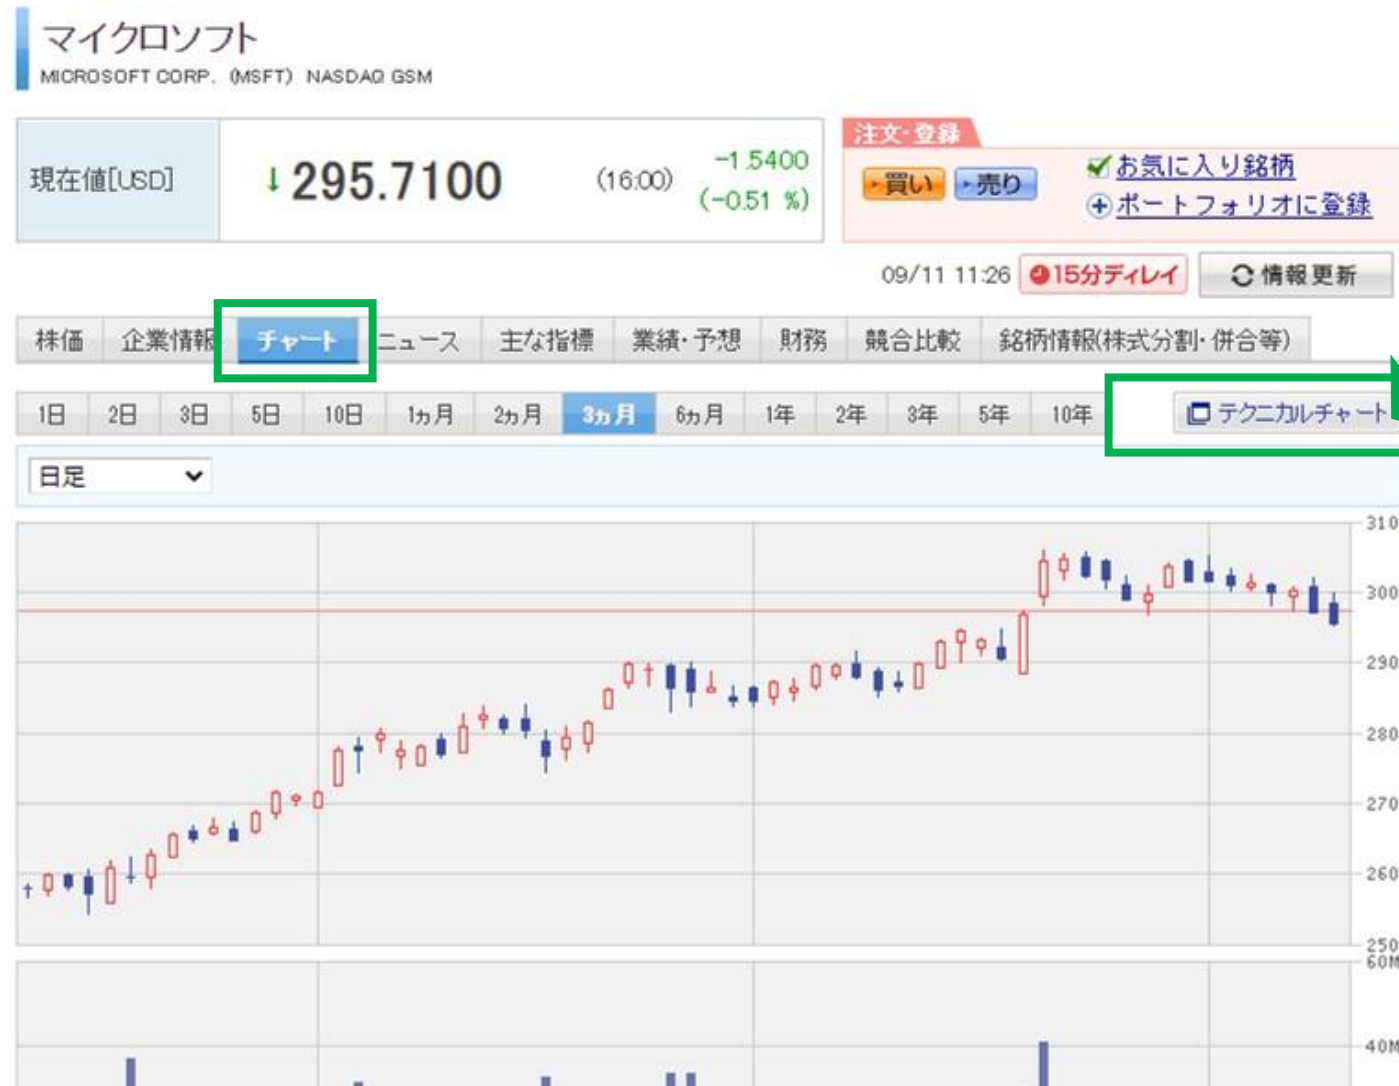 マイクロソフト
MICROSOFT CORP. (MSFT) NASDAQ GSM
現在値[USD] ↓295.7100 (16:00) -1.5400 (-0.51 %)
注文・登録
買い 売り お気に入り銘柄
ポートフォリオに登録
09/11 11:26 15分ディレイ 情報更新
株価 企業情報 チャート ニュース 主な指標 業績・予想 財務 競合比較 銘柄情報(株式分割・併合等)
1日 2日 3日 5日 10日 1ヵ月 2ヵ月 3ヵ月 6ヵ月 1年 2年 3年 5年 10年 テクニカルチャート
日足
310
300
290
280
270
260
250
60M
40M